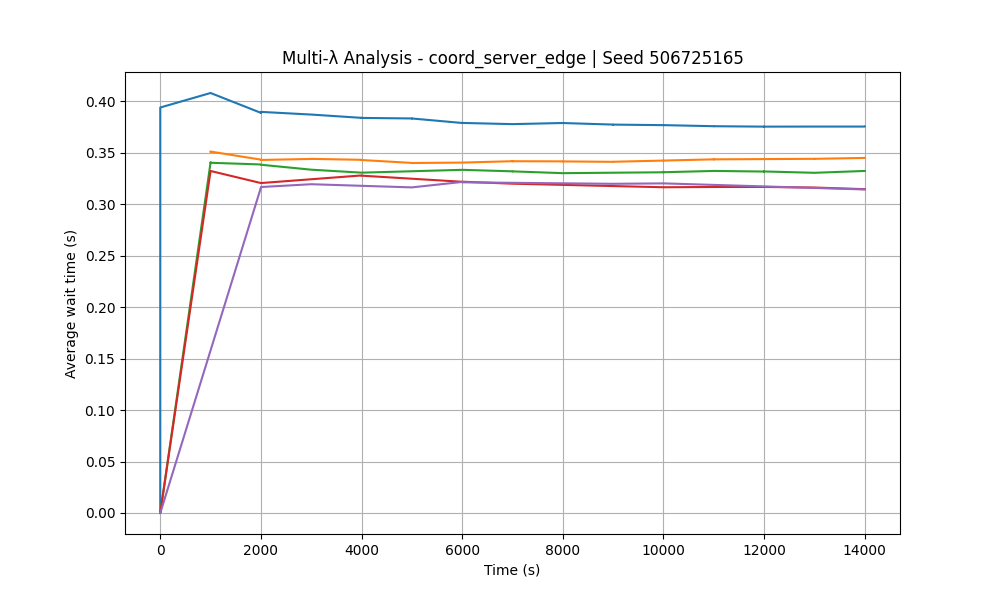 Multi-λ Analysis - coord_server_edge | Seed 506725165
Average wait time (s)
0.40
0.35
0.30
0.25
0.20
0.15
0.10
0.05
0.00
0 2000 4000 6000 8000 10000 12000 14000
Time (s)